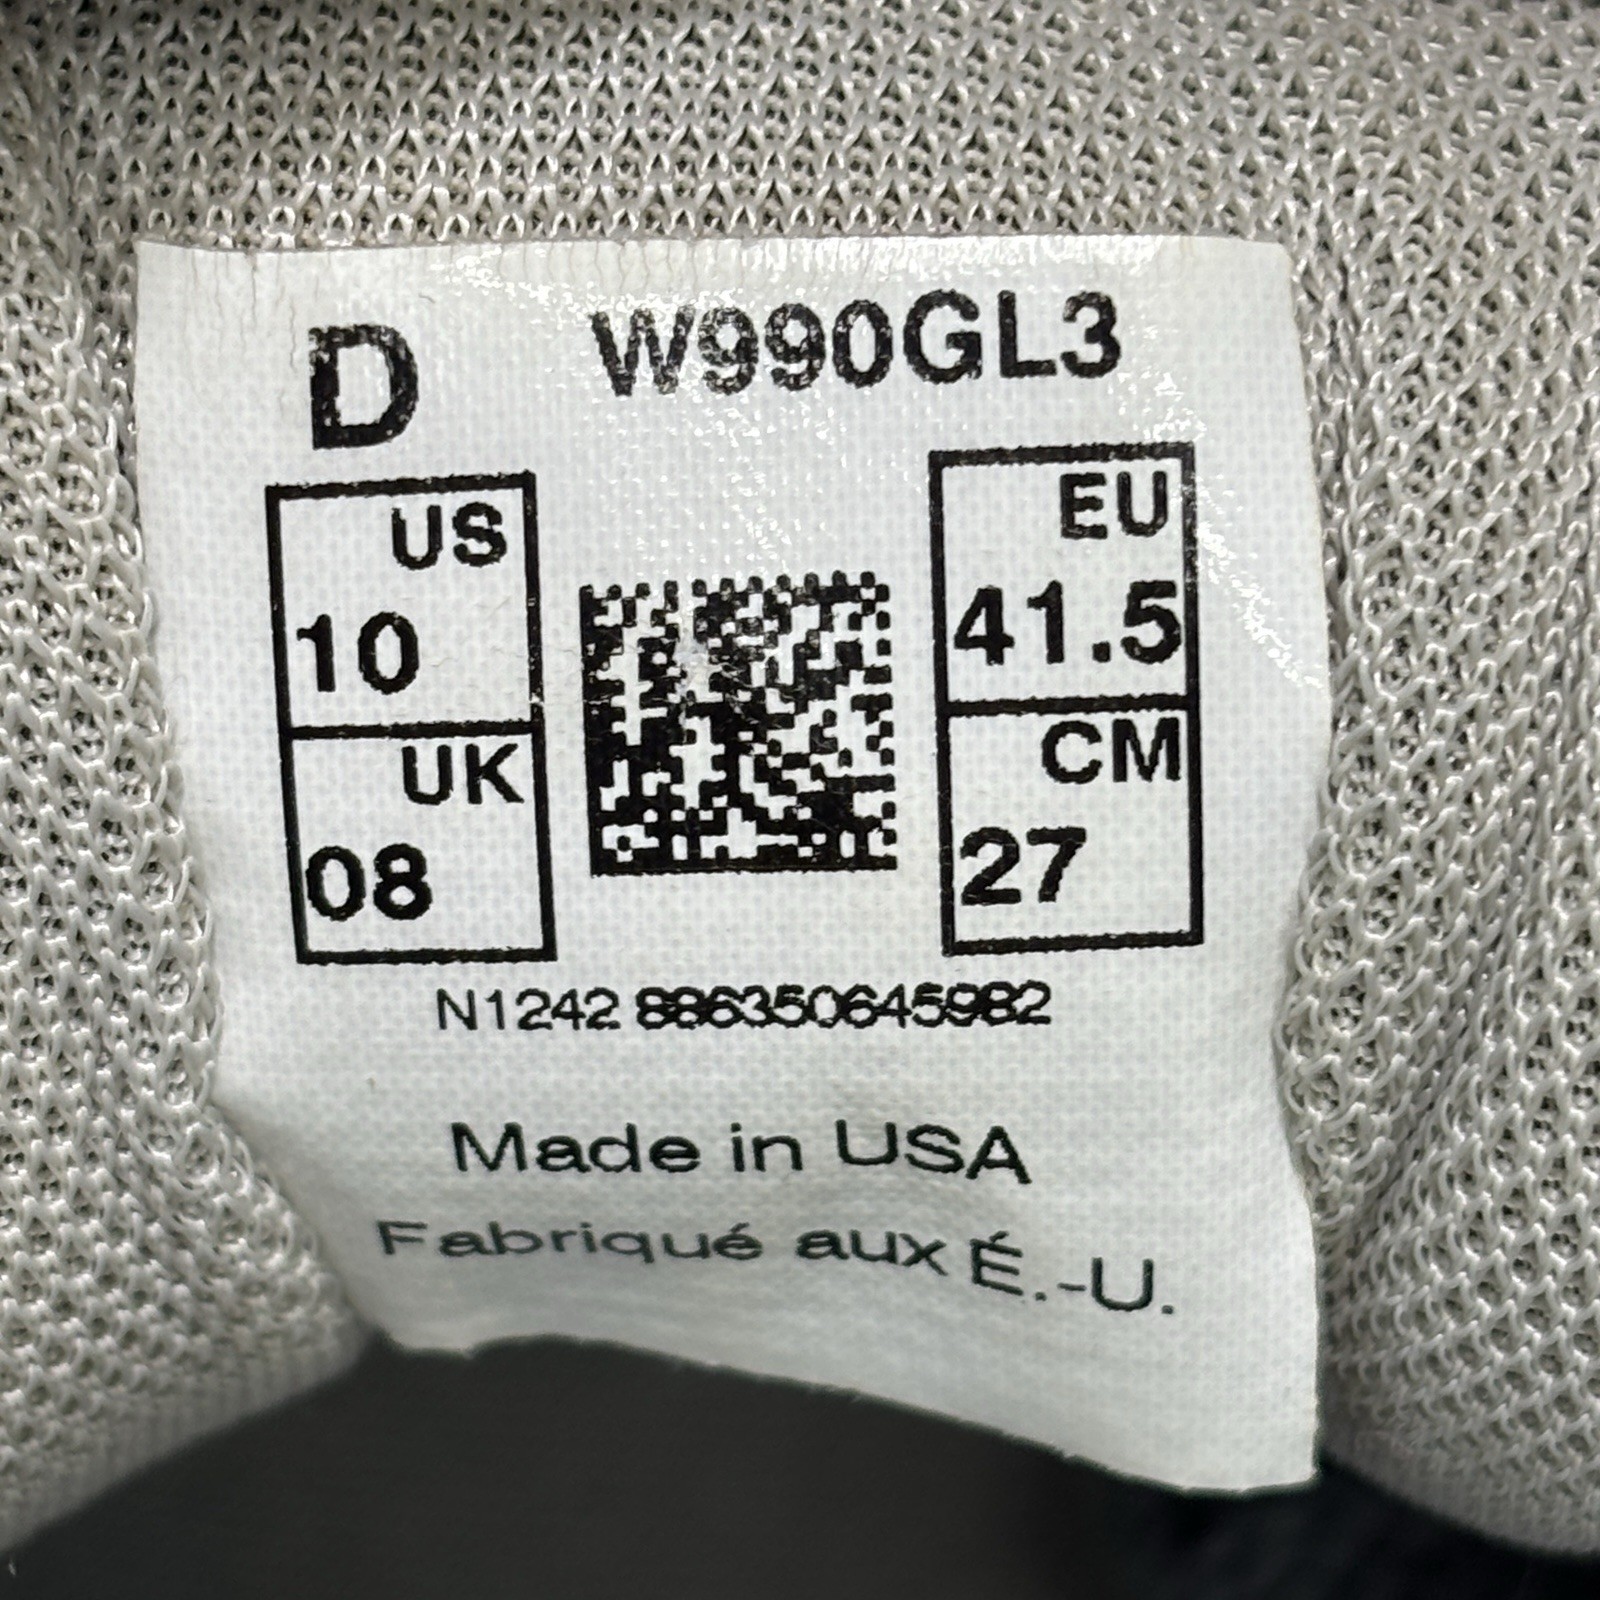 D W990GL3
US EU
10 41.5
UK CM
08 27
N1242 886350645982
Made in USA
Fabriqué aux É.-U.